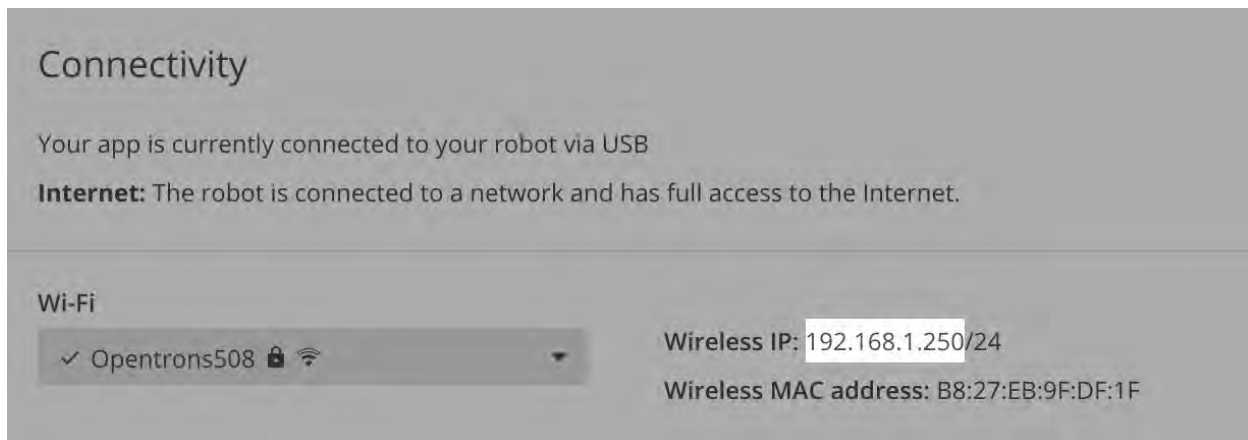 Connectivity
Your app is currently connected to your robot via USB
Internet: The robot is connected to a network and has full access to the Internet.
Wi-Fi
Opentrons508
Wireless IP: 192.168.1.250/24
Wireless MAC address: B8:27:EB:9F:DF:1F